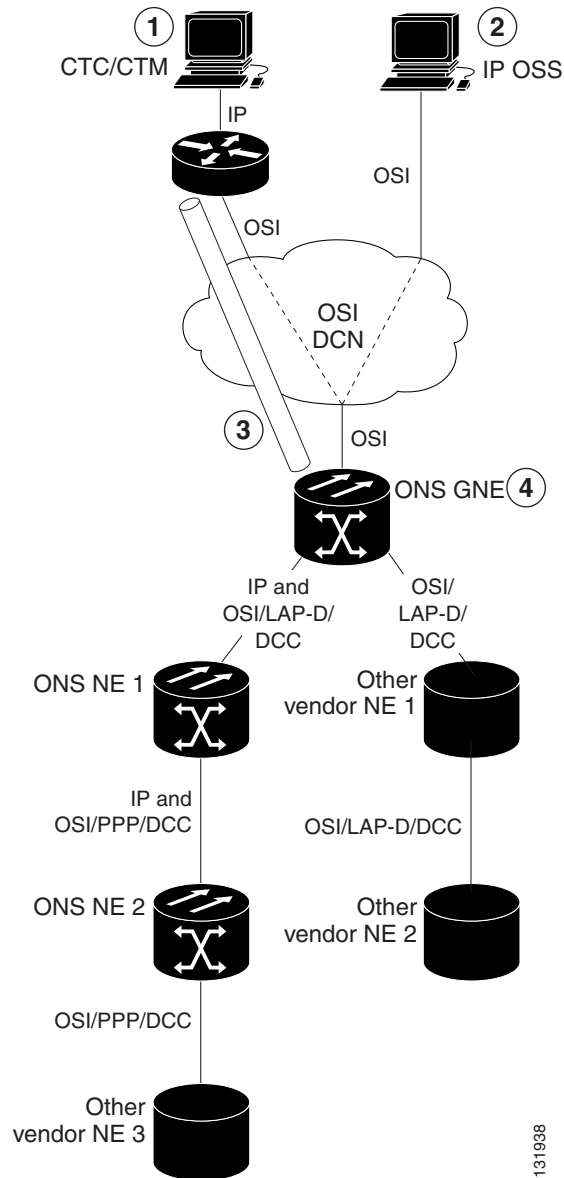 1
2
CTC/CTM
IP OSS
IP
OSI
OSI
OSI
DCN
3
OSI
ONS GNE
4
IP and
OSI/LAP-D/
DCC
OSI/
LAP-D/
DCC
ONS NE 1
Other
vendor NE 1
IP and
OSI/PPP/DCC
OSI/LAP-D/DCC
ONS NE 2
Other
vendor NE 2
OSI/PPP/DCC
Other
vendor NE 3
131938